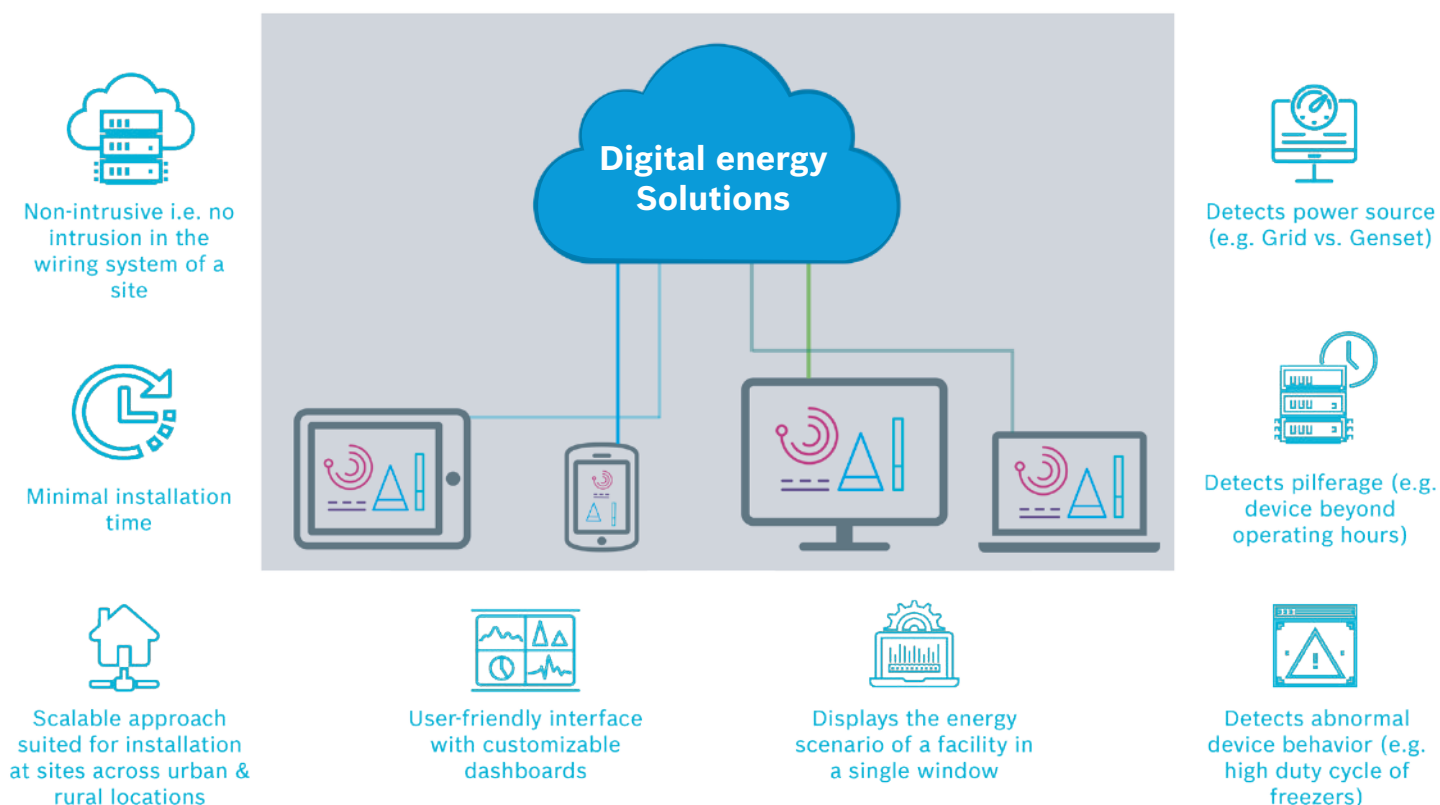 Digital energy
Solutions
Non-intrusive i.e. no
intrusion in the
wiring system of a
site
Detects power source
(e.g. Grid vs. Genset)
Minimal installation
time
Detects pilferage (e.g.
device beyond
operating hours)
Scalable approach
suited for installation
at sites across urban &
rural locations
User-friendly interface
with customizable
dashboards
Displays the energy
scenario of a facility in
a single window
Detects abnormal
device behavior (e.g.
high duty cycle of
freezers)